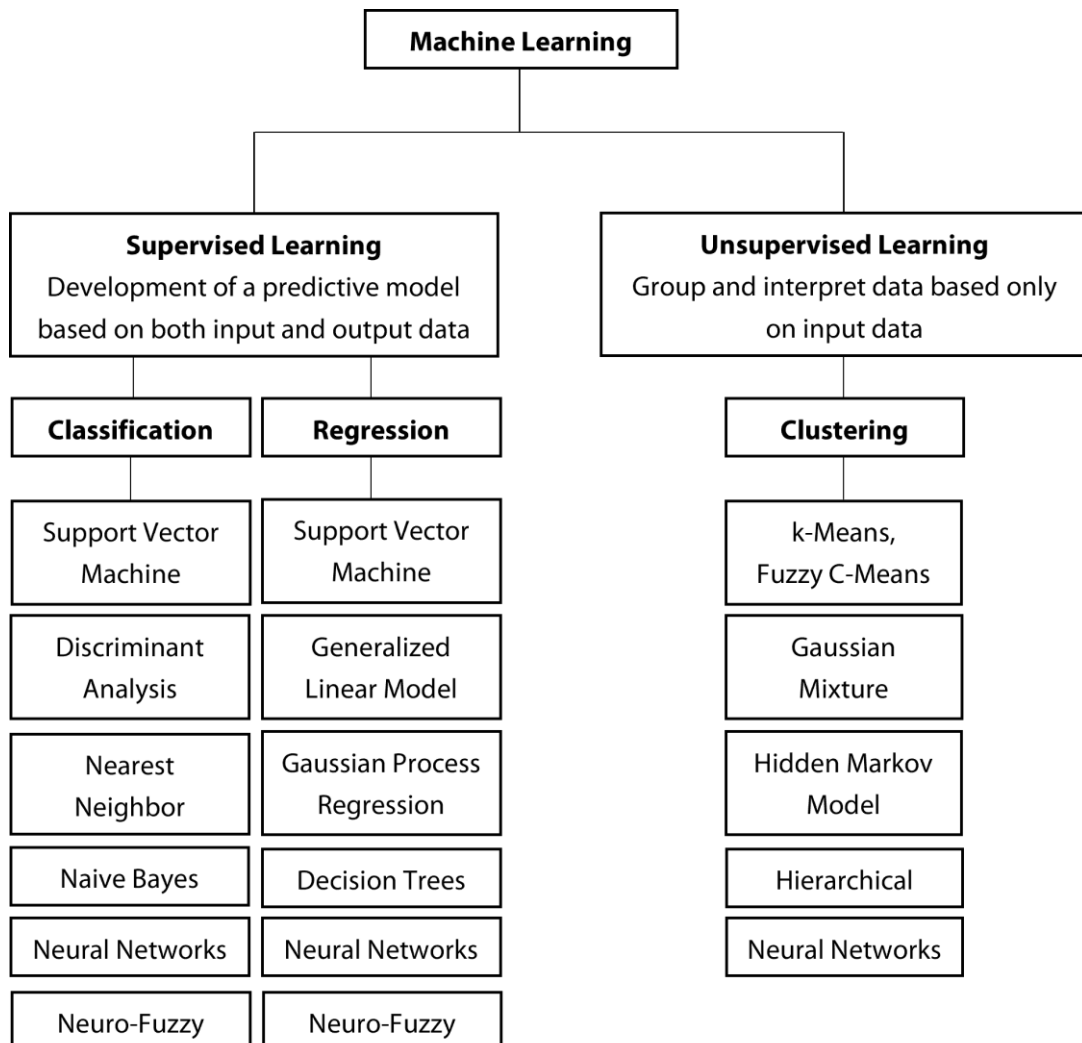 Machine Learning
Supervised Learning
Development of a predictive model
based on both input and output data
Unsupervised Learning
Group and interpret data based only
on input data
Classification
Regression
Clustering
Support Vector
Machine
Discriminant
Analysis
Nearest
Neighbor
Naive Bayes
Neural Networks
Neuro-Fuzzy
Support Vector
Machine
Generalized
Linear Model
Gaussian Process
Regression
Decision Trees
Neural Networks
Neuro-Fuzzy
k-Means,
Fuzzy C-Means
Gaussian
Mixture
Hidden Markov
Model
Hierarchical
Neural Networks